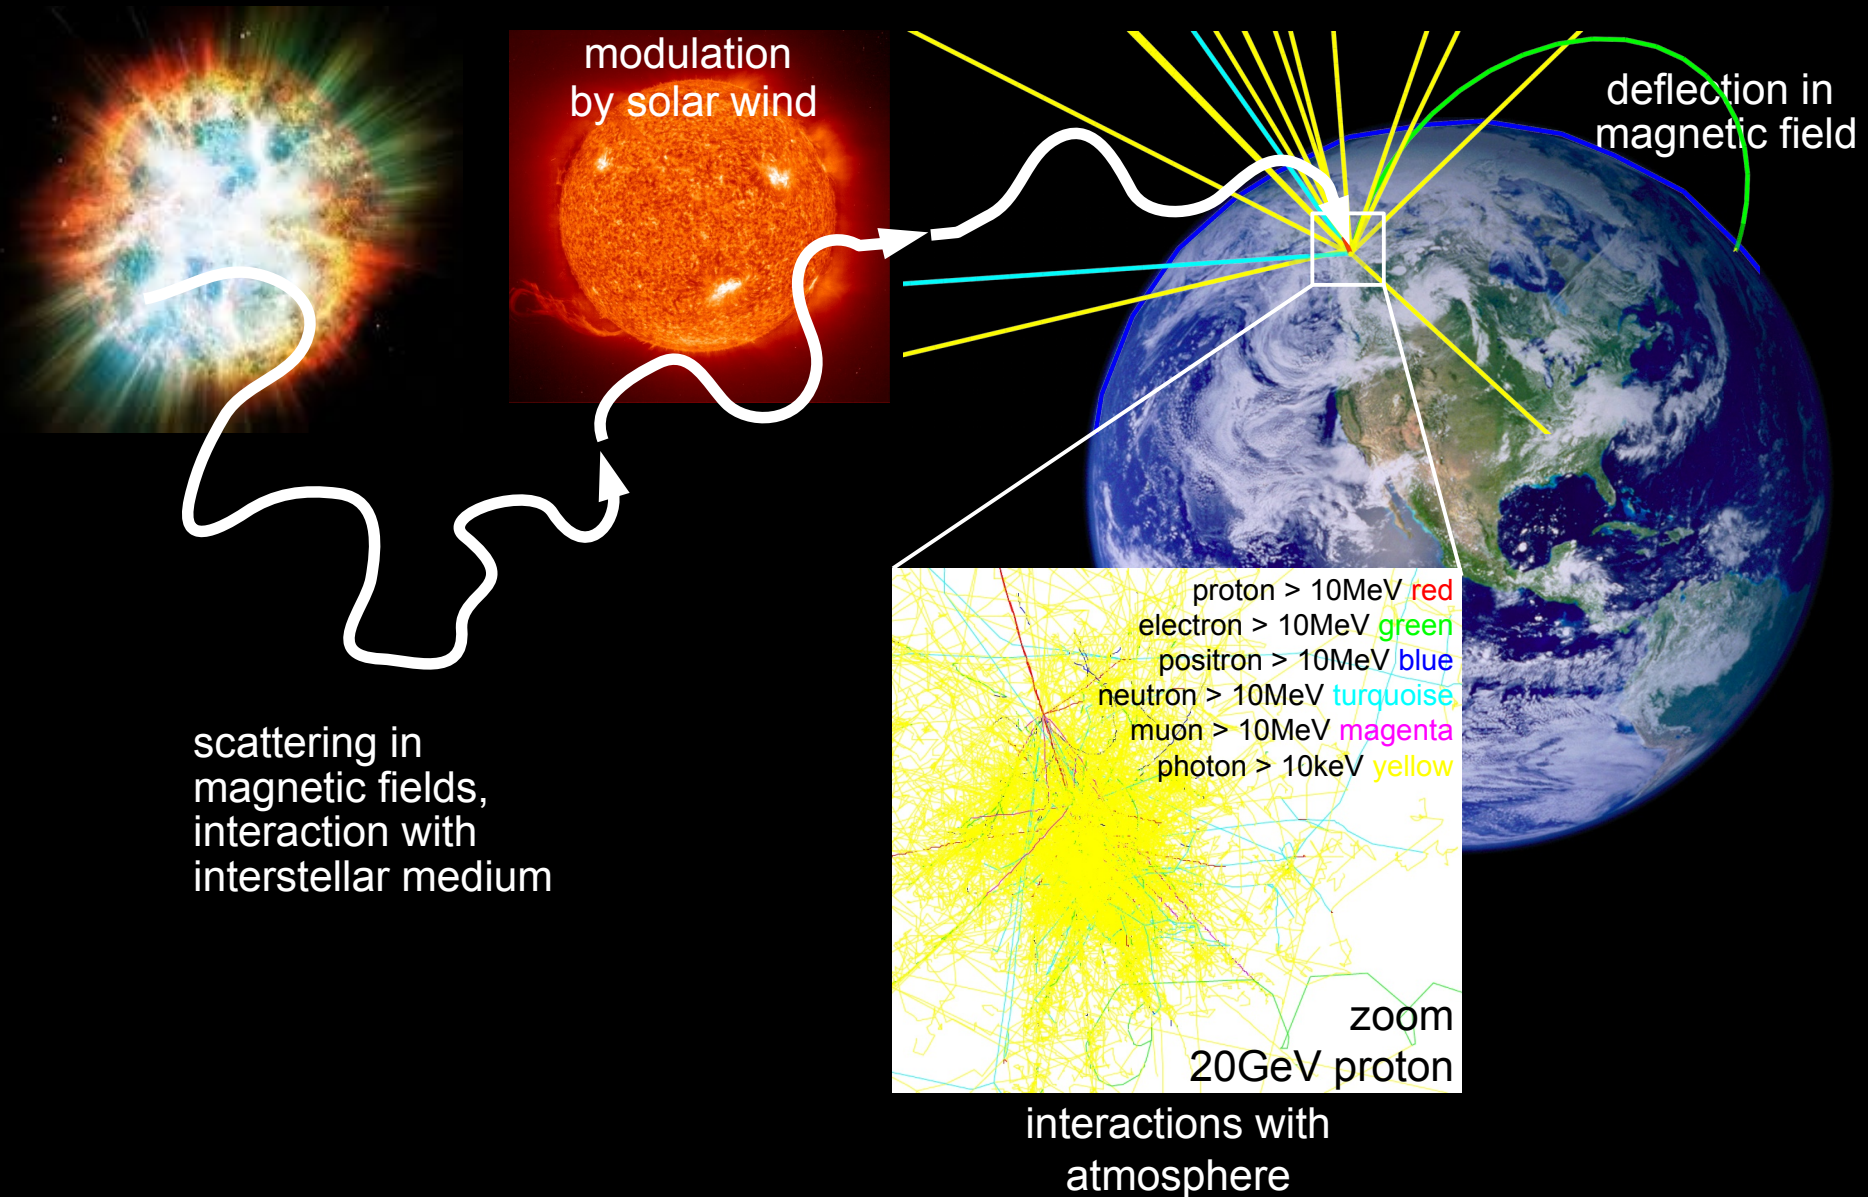 modulation
by solar wind
deflection in
magnetic field
scattering in
magnetic fields,
interaction with
interstellar medium
proton > 10MeV red
electron > 10MeV green
positron > 10MeV blue
neutron > 10MeV turquoise
muon > 10MeV magenta
photon > 10keV yellow
zoom
20GeV proton
interactions with
atmosphere